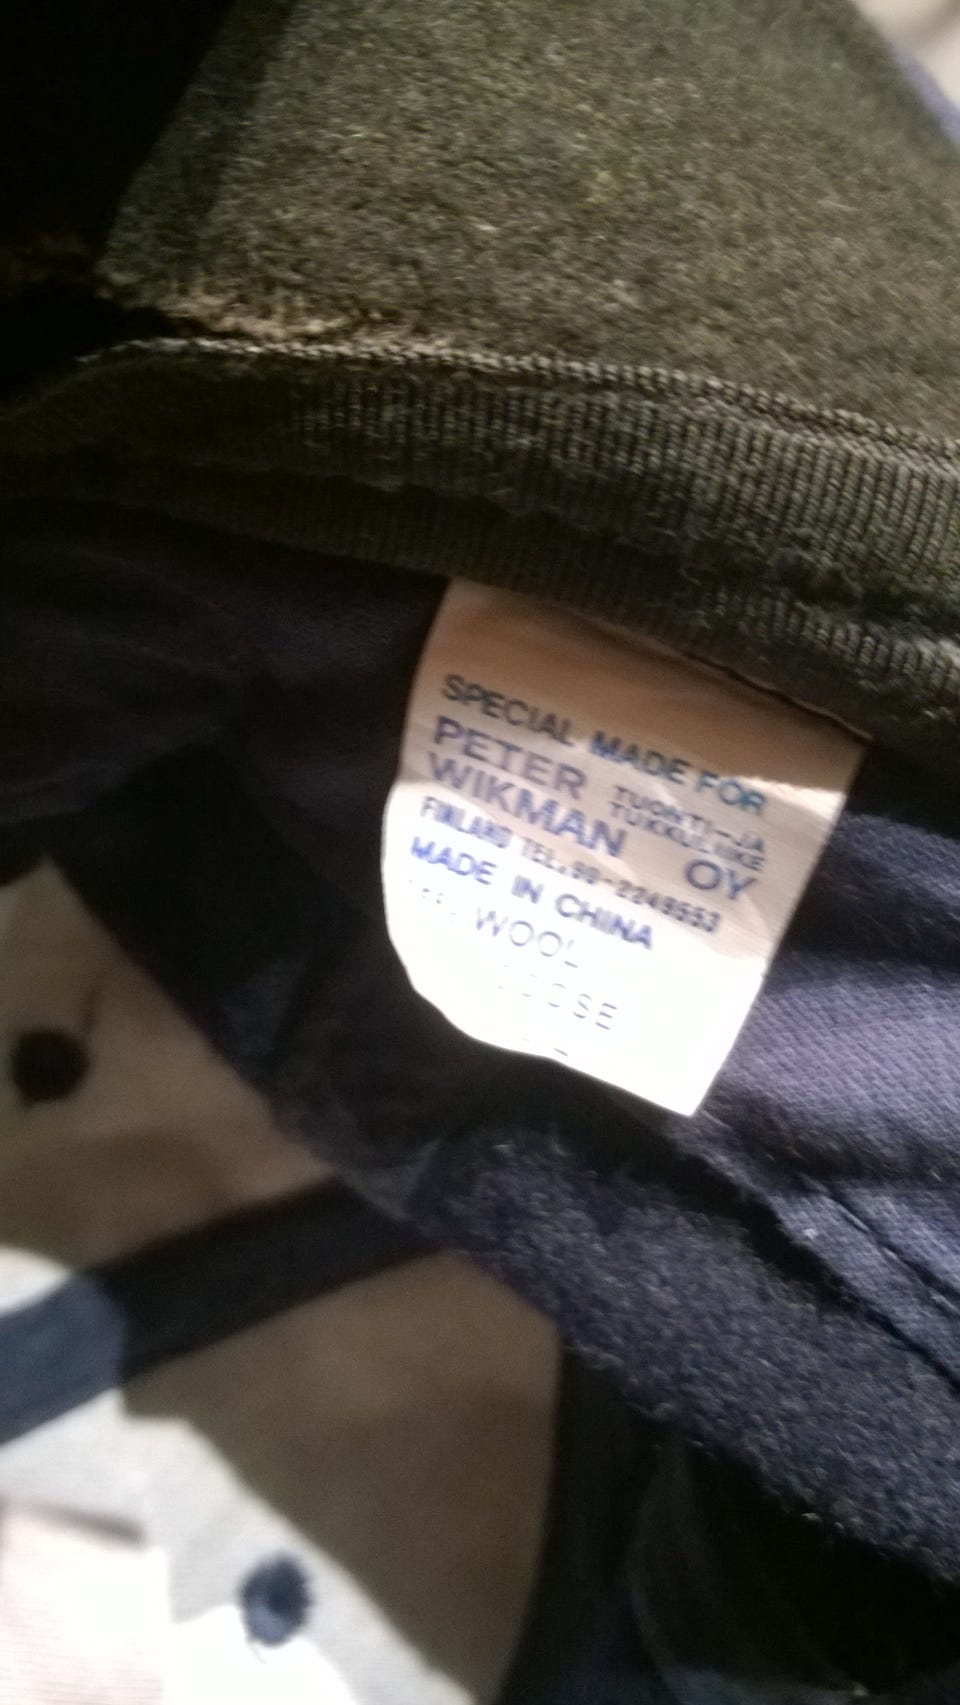 SPECIAL MADE FOR
PETER TUONTI-JA
WIKMAN TUKKULIIKE OY
FINLAND TEL.90-2249553
MADE IN CHINA
WOOL